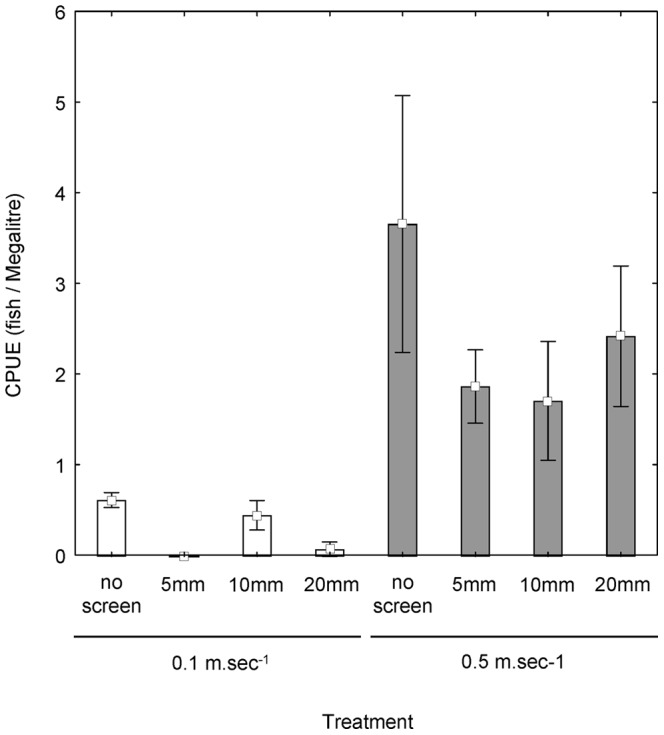 CPUE (fish / Megalitre)
6
5
4
3
2
1
0
no screen
5mm
10mm
20mm
no screen
5mm
10mm
20mm
0.1 m.sec⁻¹
0.5 m.sec-1
Treatment